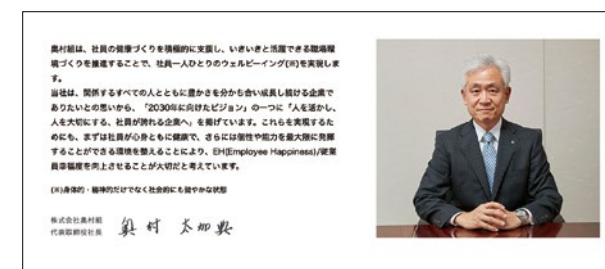 奥村組は、社員の健康づくりを積極的に支援し、いきいきと活躍できる職場環
境づくりを推進することで、社員一人ひとりのウェルビーイング(※)を実現しま
す。
当社は、関係するすべての人とともに豊かさを分かち合い成長し続ける企業で
ありたいとの思いから、「2030年に向けたビジョン」の一つに「人を活かし、
人を大切にする、社員が誇れる企業へ」を掲げています。これらを実現するた
めにも、まずは社員が心身ともに健康で、さらには個性や能力を最大限に発揮
することができる環境を整えることにより、EH(Employee Happiness)/従業
員幸福度を向上させることが大切だと考えています。
(※)身体的・精神的だけでなく社会的にも健やかな状態
株式会社奥村組
代表取締役社長 奥村 太加典